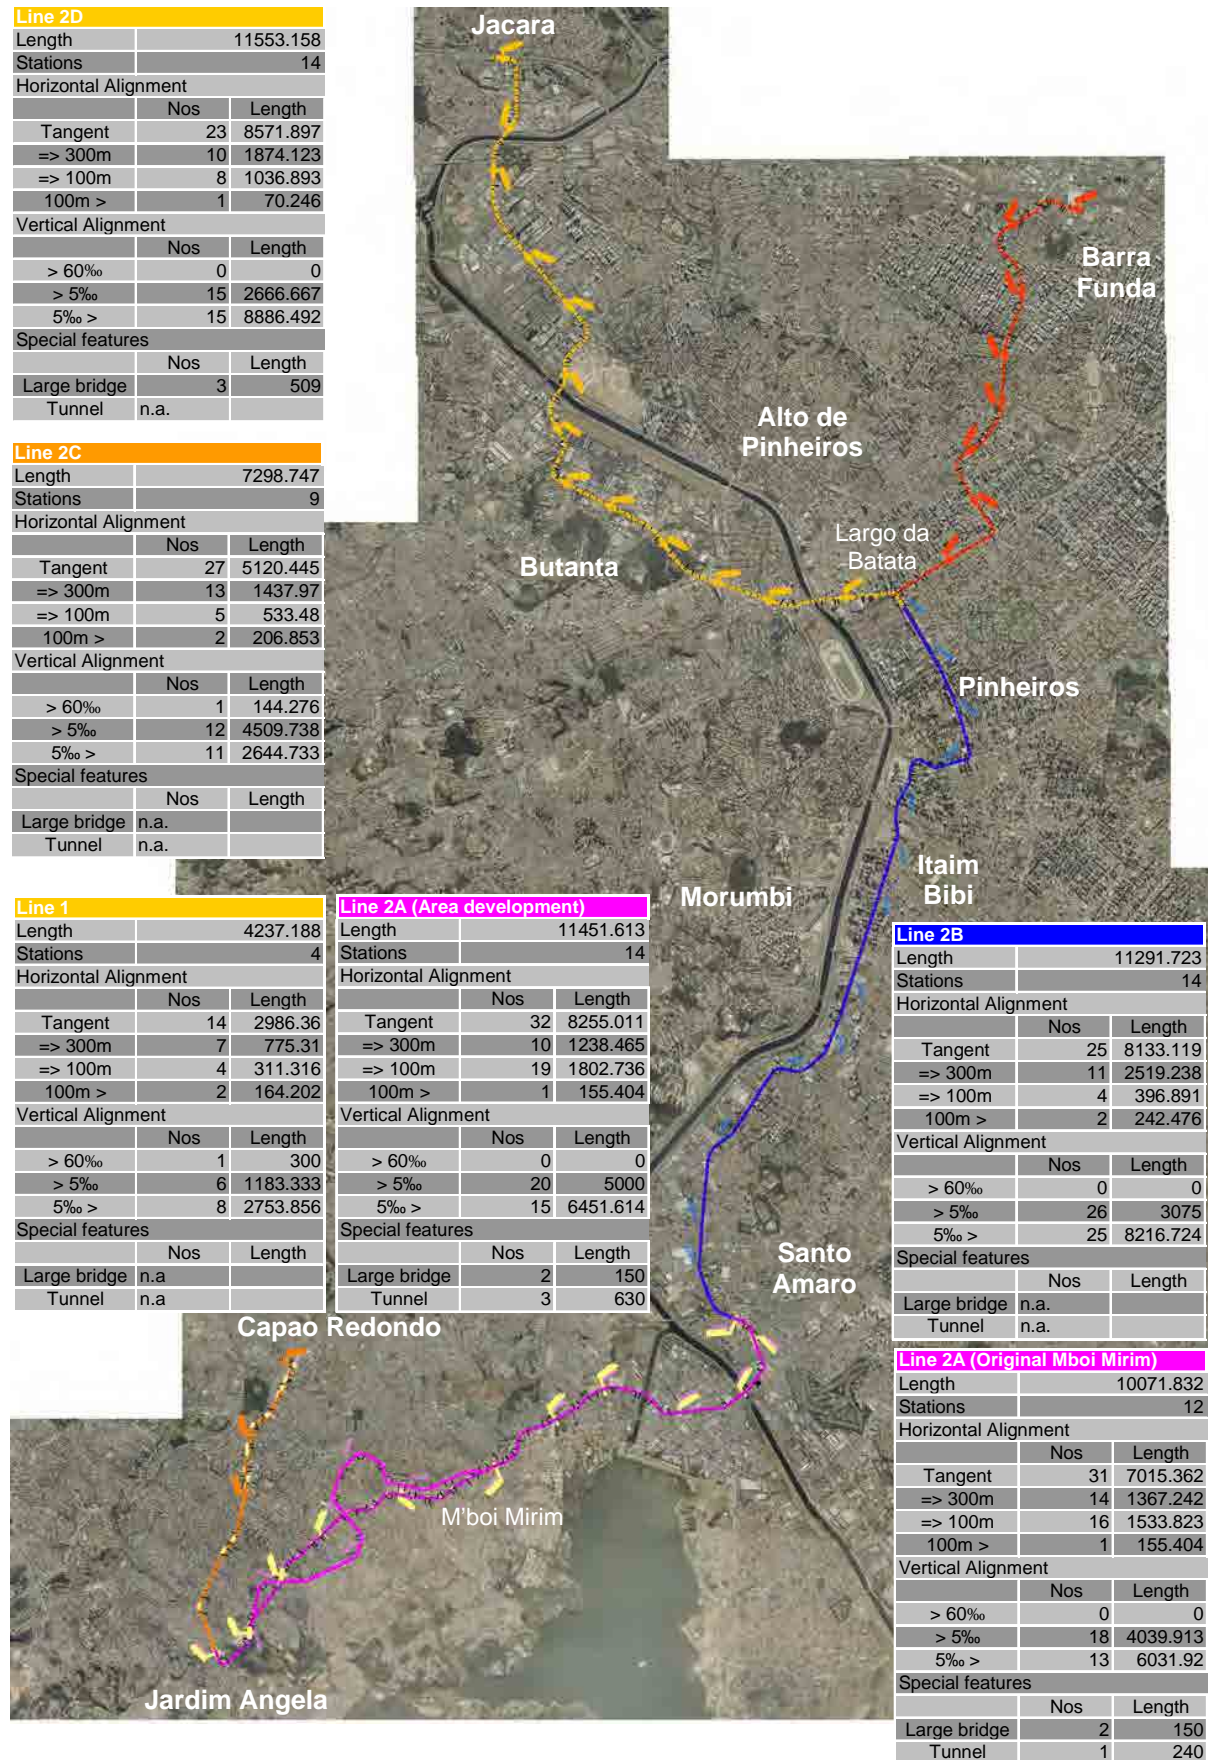 Line 2D
Length 11553.158
Stations 14
Horizontal Alignment
Nos Length
Tangent 23 8571.897
=> 300m 10 1874.123
=> 100m 8 1036.893
100m > 1 70.246
Vertical Alignment
Nos Length
> 60‰ 0 0
> 5‰ 15 2666.667
5‰ > 15 8886.492
Special features
Nos Length
Large bridge 3 509
Tunnel n.a.
Line 2C
Length 7298.747
Stations 9
Horizontal Alignment
Nos Length
Tangent 27 5120.445
=> 300m 13 1437.97
=> 100m 5 533.48
100m > 2 206.853
Vertical Alignment
Nos Length
> 60‰ 1 144.276
> 5‰ 12 4509.738
5‰ > 11 2644.733
Special features
Nos Length
Large bridge n.a.
Tunnel n.a.
Jacara
Barra
Funda
Alto de
Pinheiros
Largo da
Batata
Butanta
Pinheiros
Itaim
Bibi
Morumbi
Line 1
Length 4237.188
Stations 4
Horizontal Alignment
Nos Length
Tangent 14 2986.36
=> 300m 7 775.31
=> 100m 4 311.316
100m > 2 164.202
Vertical Alignment
Nos Length
> 60‰ 1 300
> 5‰ 6 1183.333
5‰ > 8 2753.856
Special features
Nos Length
Large bridge n.a
Tunnel n.a
Line 2A (Area development)
Length 11451.613
Stations 14
Horizontal Alignment
Nos Length
Tangent 32 8255.011
=> 300m 10 1238.465
=> 100m 19 1802.736
100m > 1 155.404
Vertical Alignment
Nos Length
> 60‰ 0 0
> 5‰ 20 5000
5‰ > 15 6451.614
Special features
Nos Length
Large bridge 2 150
Tunnel 3 630
Line 2B
Length 11291.723
Stations 14
Horizontal Alignment
Nos Length
Tangent 25 8133.119
=> 300m 11 2519.238
=> 100m 4 396.891
100m > 2 242.476
Vertical Alignment
Nos Length
> 60‰ 0 0
> 5‰ 26 3075
5‰ > 25 8216.724
Special features
Nos Length
Large bridge n.a.
Tunnel n.a.
Santo
Amaro
Capao Redondo
M'boi Mirim
Jardim Angela
Line 2A (Original Mboi Mirim)
Length 10071.832
Stations 12
Horizontal Alignment
Nos Length
Tangent 31 7015.362
=> 300m 14 1367.242
=> 100m 16 1533.823
100m > 1 155.404
Vertical Alignment
Nos Length
> 60‰ 0 0
> 5‰ 18 4039.913
5‰ > 13 6031.92
Special features
Nos Length
Large bridge 2 150
Tunnel 1 240